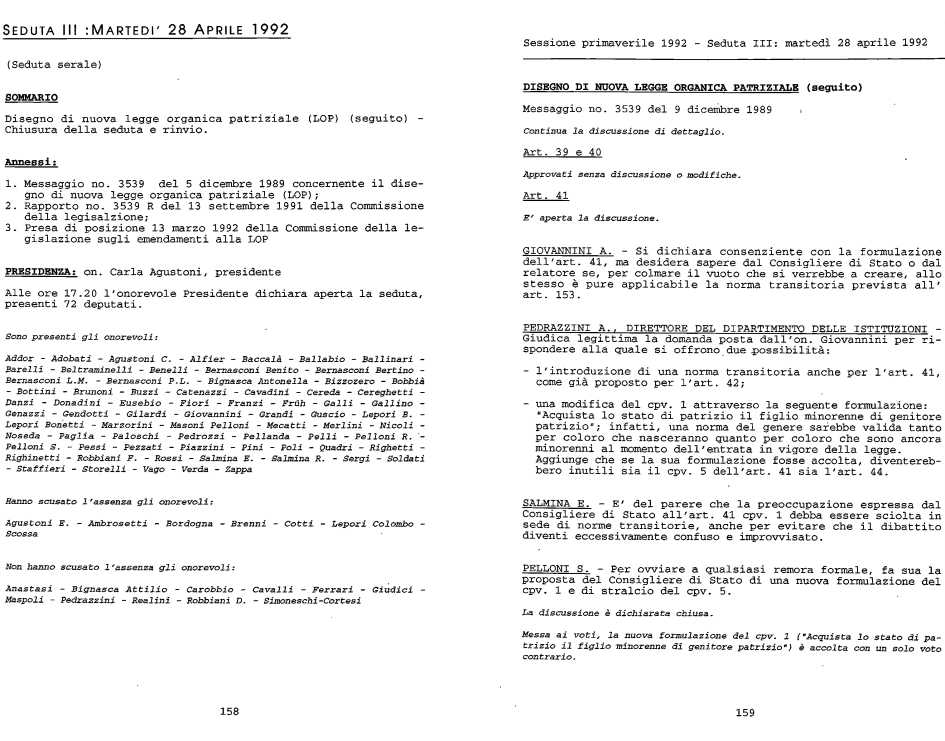 SEDUTA III :MARTEDI' 28 APRILE 1992
(Seduta serale)
SOMMARIO
Disegno di nuova legge organica patriziale (LOP) (seguito) -
Chiusura della seduta e rinvio.
Annessi:
1. Messaggio no. 3539 del 5 dicembre 1989 concernente il dise-
gno di nuova legge organica patriziale (LOP);
2. Rapporto no. 3539 R del 13 settembre 1991 della Commissione
della legisalzione;
3. Presa di posizione 13 marzo 1992 della Commissione della le-
gislazione sugli emendamenti alla LOP
PRESIDENZA: on. Carla Agustoni, presidente
Alle ore 17.20 l'onorevole Presidente dichiara aperta la seduta,
presenti 72 deputati.
Sono presenti gli onorevoli:
Addor - Adobati - Agustoni C. - Alfier - Baccalà - Ballabio - Ballinari -
Barelli - Beltraminelli - Benelli - Bernasconi Benito - Bernasconi Bertino -
Bernasconi L.M. - Bernasconi P.L. - Bignasca Antonella - Bizzozero - Bobbià
- Bottini - Brunoni - Buzzi - Catenazzi - Cavadini - Cereda - Cereghetti -
Danzi - Donadini - Eusebio - Fiori - Franzi - Früh - Galli - Gallino -
Genazzi - Gendotti - Gilardi - Giovannini - Grandi - Guscio - Lepori B. -
Lepori Bonetti - Marzorini - Masoni Pelloni - Mecatti - Merlini - Nicoli -
Noseda - Paglia - Paloschi - Pedrozzi - Pellanda - Pelli - Pelloni R. -
Pelloni S. - Pessi - Pezzati - Piazzini - Pini - Poli - Quadri - Righetti -
Righinetti - Robbiani F. - Rossi - Salmina E. - Salmina R. - Sergi - Soldati
- Staffieri - Storelli - Vago - Verda - Zappa
Hanno scusato l'assenza gli onorevoli:
Agustoni E. - Ambrosetti - Bordogna - Brenni - Cotti - Lepori Colombo -
Scossa
Non hanno scusato l'assenza gli onorevoli:
Anastasi - Bignasca Attilio - Carobbio - Cavalli - Ferrari - Giudici -
Maspoli - Pedrazzini - Realini - Robbiani D. - Simoneschi-Cortesi
158
Sessione primaverile 1992 - Seduta III: martedì 28 aprile 1992
DISEGNO DI NUOVA LEGGE ORGANICA PATRIZIALE (seguito)
Messaggio no. 3539 del 9 dicembre 1989
Continua la discussione di dettaglio.
Art. 39 e 40
Approvati senza discussione o modifiche.
Art. 41
E' aperta la discussione.
GIOVANNINI A. - Si dichiara consenziente con la formulazione
dell'art. 41, ma desidera sapere dal Consigliere di Stato o dal
relatore se, per colmare il vuoto che si verrebbe a creare, allo
stesso è pure applicabile la norma transitoria prevista all'
art. 153.
PEDRAZZINI A., DIRETTORE DEL DIPARTIMENTO DELLE ISTITUZIONI -
Giudica legittima la domanda posta dall'on. Giovannini per ri-
spondere alla quale si offrono due possibilità:
- l'introduzione di una norma transitoria anche per l'art. 41,
come già proposto per l'art. 42;
- una modifica del cpv. 1 attraverso la seguente formulazione:
"Acquista lo stato di patrizio il figlio minorenne di genitore
patrizio"; infatti, una norma del genere sarebbe valida tanto
per coloro che nasceranno quanto per coloro che sono ancora
minorenni al momento dell'entrata in vigore della legge.
Aggiunge che se la sua formulazione fosse accolta, diventereb-
bero inutili sia il cpv. 5 dell'art. 41 sia l'art. 44.
SALMINA E. - E' del parere che la preoccupazione espressa dal
Consigliere di Stato all'art. 41 cpv. 1 debba essere sciolta in
sede di norme transitorie, anche per evitare che il dibattito
diventi eccessivamente confuso e improvvisato.
PELLONI S. - Per ovviare a qualsiasi remora formale, fa sua la
proposta del Consigliere di Stato di una nuova formulazione del
cpv. 1 e di stralcio del cpv. 5.
La discussione è dichiarata chiusa.
Messa ai voti, la nuova formulazione del cpv. 1 ("Acquista lo stato di pa-
trizio il figlio minorenne di genitore patrizio") è accolta con un solo voto
contrario.
159